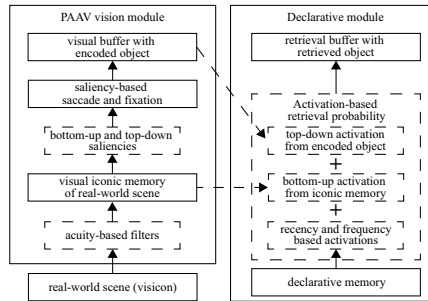 PAAV vision module
visual buffer with
encoded object
saliency-based
saccade and fixation
bottom-up and top-down
saliencies
visual iconic memory
of real-world scene
acuity-based filters
real-world scene (visicon)
Declarative module
retrieval buffer with
retrieved object
Activation-based
retrieval probability
top-down activation
from encoded object
+
bottom-up activation
from iconic memory
+
recency and frequency
based activations
declarative memory